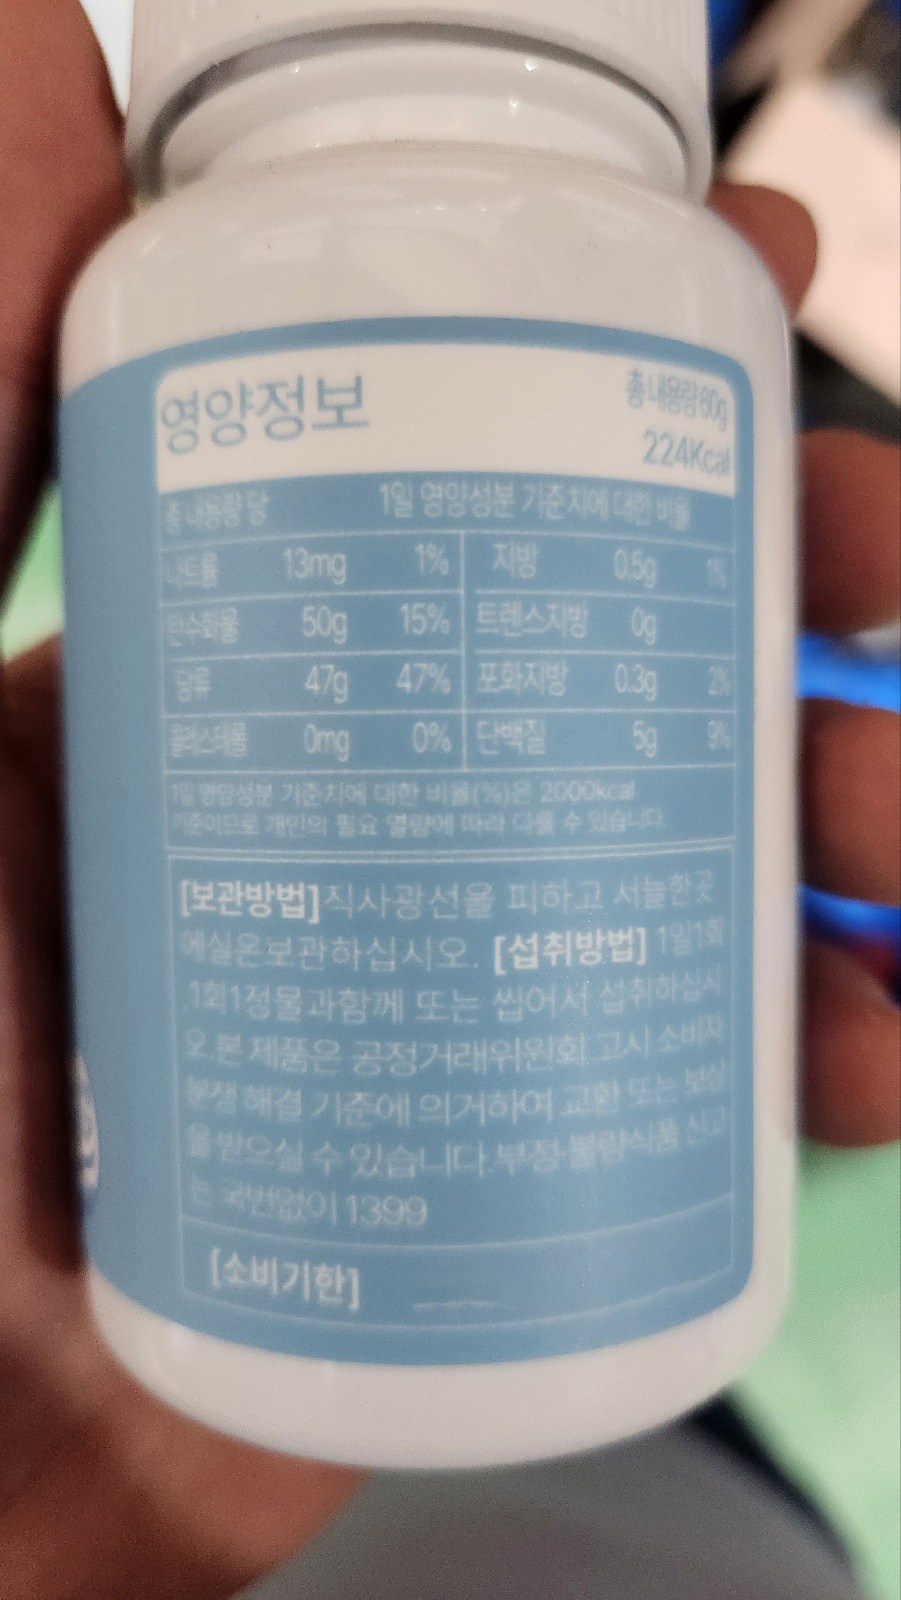 영양정보
총 내용량 60g
224Kcal
총 내용량 당 1일 영양성분 기준치에 대한 비율
나트륨 13mg 1% 지방 0.5g 1%
탄수화물 50g 15% 트렌스지방 0g
당류 47g 47% 포화지방 0.3g 2%
콜레스테롤 0mg 0% 단백질 5g 9%
1일 영양성분 기준치에 대한 비율(%)은 2000kcal
기준이므로 개인의 필요 열량에 따라 다를 수 있습니다.
[보관방법]직사광선을 피하고 서늘한곳
에실온보관하십시오. [섭취방법] 1일1회
,1회1정물과함께 또는 씹어서 섭취하십시
오.본 제품은 공정거래위원회 고시 소비자
분쟁 해결 기준에 의거하여 교환 또는 보상
을 받으실 수 있습니다.부정·불량식품 신고
는 국번없이 1399
[소비기한]